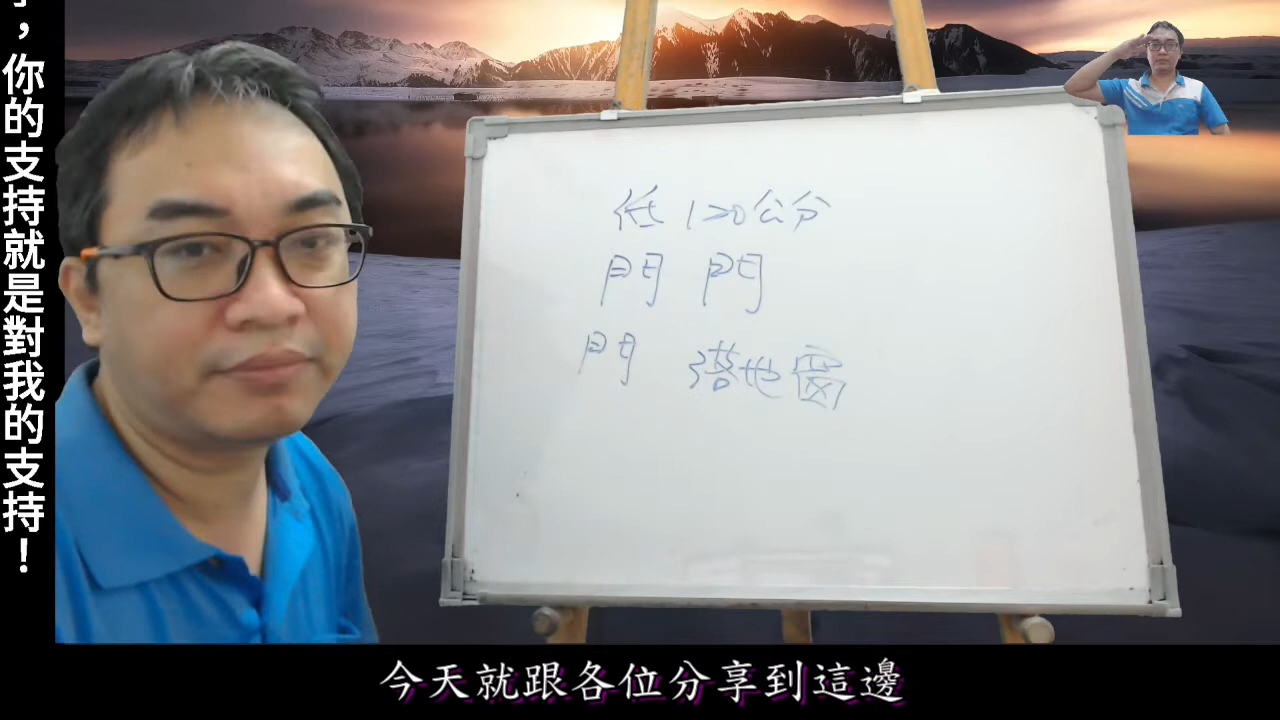 ，你的支持就是對我的支持！
低 120公分
門 門
門 落地窗
今天就跟各位分享到這邊